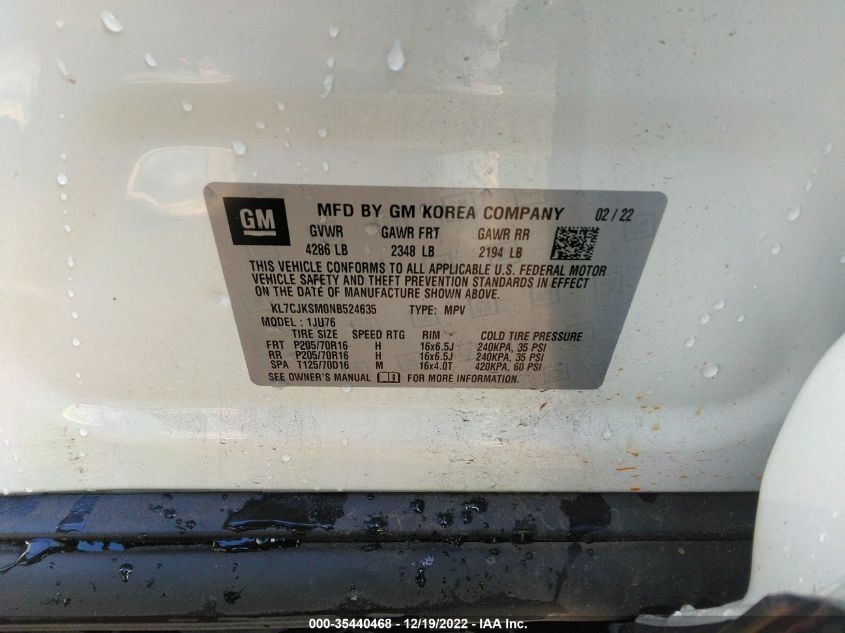 GM MFD BY GM KOREA COMPANY 02 / 22
GVWR GAWR FRT GAWR RR
4286 LB 2348 LB 2194 LB
THIS VEHICLE CONFORMS TO ALL APPLICABLE U.S. FEDERAL MOTOR
VEHICLE SAFETY AND THEFT PREVENTION STANDARDS IN EFFECT
ON THE DATE OF MANUFACTURE SHOWN ABOVE.
KL7CJKSM0NB524635 TYPE: MPV
MODEL: 1JU76
TIRE SIZE SPEED RTG RIM COLD TIRE PRESSURE
FRT P205/70R16 H 16x6.5J 240KPA, 35 PSI
RR P205/70R16 H 16x6.5J 240KPA, 35 PSI
SPA T125/70D16 M 16x4.0T 420KPA, 60 PSI
SEE OWNER'S MANUAL FOR MORE INFORMATION.
000-35440468 - 12/19/2022 - IAA Inc.